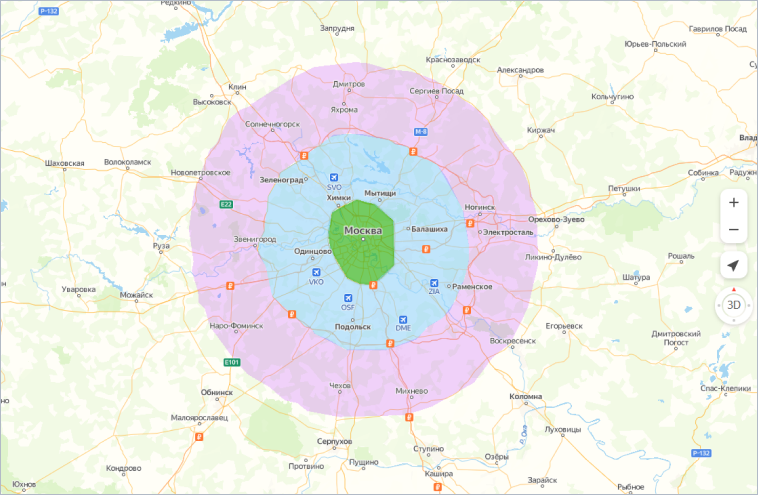 Редкино
Р-132
Запрудня
Гаврилов Посад
Юрьев-Польский
Краснозаводск
Александров
Клин
Дмитров
Сергиев Посад
Кольчугино
Высоковск
Яхрома
Солнечногорск
М-8
Киржач
Влад
Шаховская
Волоколамск
Новопетровское
Зеленоград
SVO
Мытищи
Петушки
Собинка
Радужн
Химки
E22
Ногинск
Орехово-Зуево
+
Москва
Балашиха
Электросталь
−
Руза
Звенигород
Одинцово
Ликино-Дулёво
Рошаль
VKO
Шатура
Уваровка
Можайск
ZIA
Раменское
3D
OSF
Наро-Фоминск
Подольск
DME
Егорьевск
Дмитровский
Погост
Воскресенск
E101
Чехов
Михнево
Спас-Клепики
Обнинск
Коломна
но
Малоярославец
Ока
Луховицы
Серпухов
Ступино
Р-132
Кондрово
Протвино
Пущино
Озёры
Кашира
Зарайск
Юхнов
Рыбное